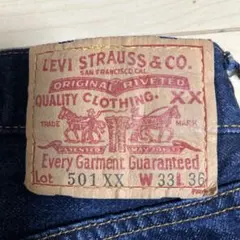 LEVI STRAUSS & CO.
SAN FRANCISCO, CAL.
ORIGINAL RIVETED
QUALITY CLOTHING. XX
TRADE MARK
Every Garment Guaranteed
Lot 501 XX W 33 L 36